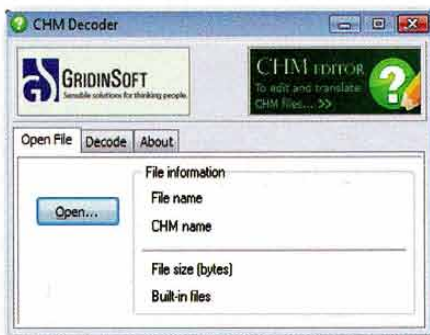 CHM Decoder
GRIDINSOFT
Sensible solutions for thinking people
CHM EDITOR
To edit and translate
CHM files... >>
Open File Decode About
File information
Open...
File name
CHM name
File size (bytes)
Built-in files